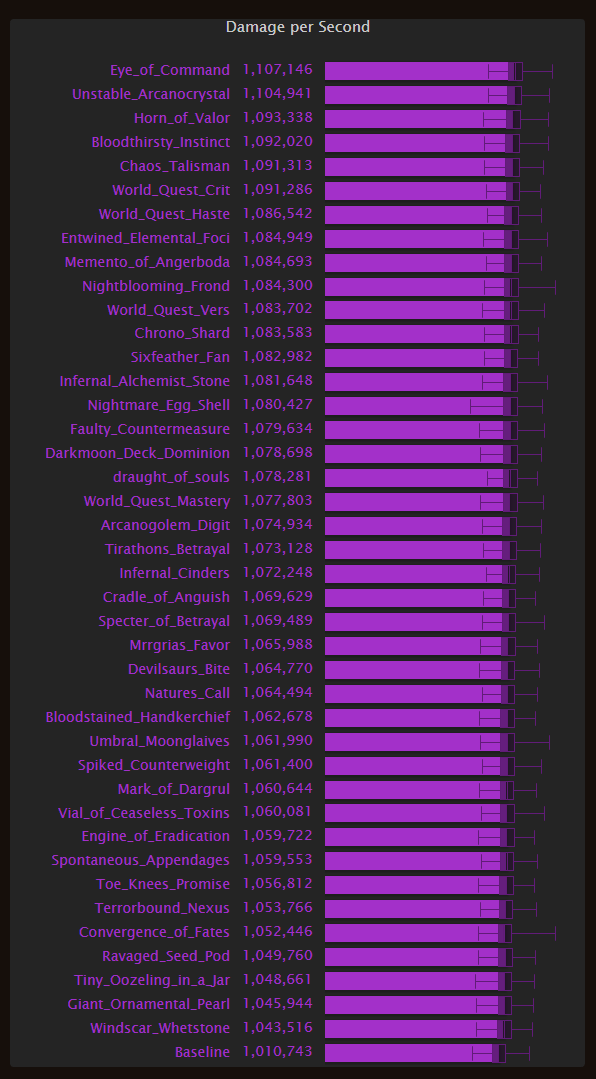 Damage per Second
Eye_of_Command 1,107,146
Unstable_Arcanocrystal 1,104,941
Horn_of_Valor 1,093,338
Bloodthirsty_Instinct 1,092,020
Chaos_Talisman 1,091,313
World_Quest_Crit 1,091,286
World_Quest_Haste 1,086,542
Entwined_Elemental_Foci 1,084,949
Memento_of_Angerboda 1,084,693
Nightblooming_Frond 1,084,300
World_Quest_Vers 1,083,702
Chrono_Shard 1,083,583
Sixfeather_Fan 1,082,982
Infernal_Alchemist_Stone 1,081,648
Nightmare_Egg_Shell 1,080,427
Faulty_Countermeasure 1,079,634
Darkmoon_Deck_Dominion 1,078,698
draught_of_souls 1,078,281
World_Quest_Mastery 1,077,803
Arcanogolem_Digit 1,074,934
Tirathons_Betrayal 1,073,128
Infernal_Cinders 1,072,248
Cradle_of_Anguish 1,069,629
Specter_of_Betrayal 1,069,489
Mrrgrias_Favor 1,065,988
Devilsaurs_Bite 1,064,770
Natures_Call 1,064,494
Bloodstained_Handkerchief 1,062,678
Umbral_Moonglaives 1,061,990
Spiked_Counterweight 1,061,400
Mark_of_Dargrul 1,060,644
Vial_of_Ceaseless_Toxins 1,060,081
Engine_of_Eradication 1,059,722
Spontaneous_Appendages 1,059,553
Toe_Knees_Promise 1,056,812
Terrorbound_Nexus 1,053,766
Convergence_of_Fates 1,052,446
Ravaged_Seed_Pod 1,049,760
Tiny_Oozeling_in_a_Jar 1,048,661
Giant_Ornamental_Pearl 1,045,944
Windscar_Whetstone 1,043,516
Baseline 1,010,743